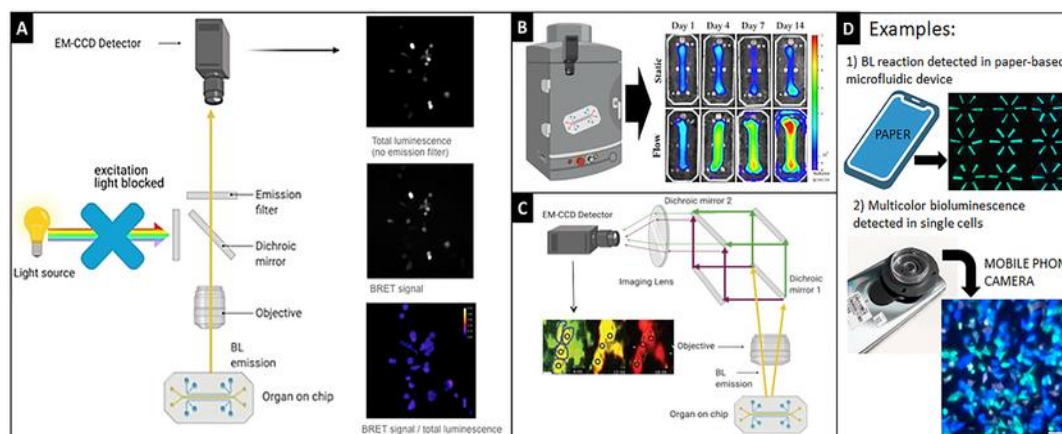 A
EM-CCD Detector
excitation
light blocked
Light source
Emission
filter
Dichroic
mirror
Objective
BL
emission
Organ on chip
Total luminescence
(no emission filter)
BRET signal
BRET signal / total luminescence
B
Day 1 Day 4 Day 7 Day 14
Static
Flow
C
Dichroic mirror 2
EM-CCD Detector
Imaging Lens
Dichroic
mirror 1
Objective
BL
emission
Organ on chip
D Examples:
1) BL reaction detected in paper-based
microfluidic device
PAPER
2) Multicolor bioluminescence
detected in single cells
MOBILE PHON
CAMERA